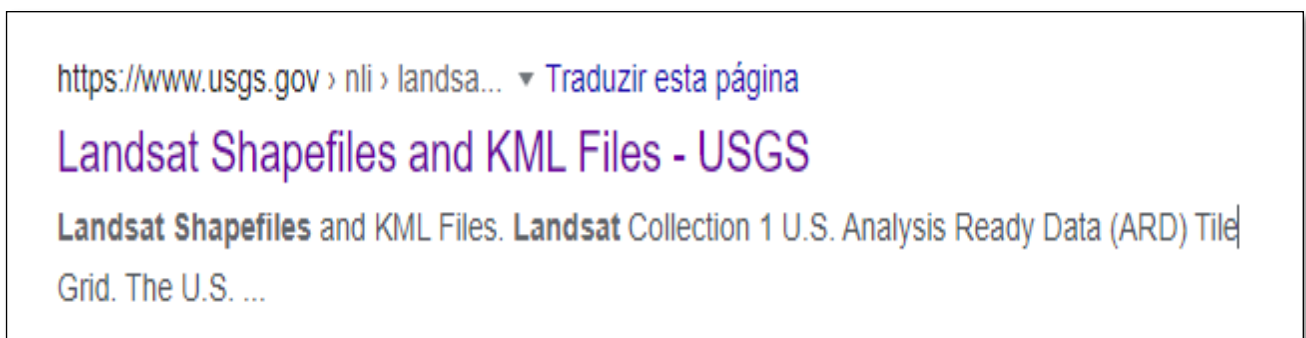 https://www.usgs.gov › nli › landsa... ▼ Traduzir esta página
Landsat Shapefiles and KML Files - USGS
Landsat Shapefiles and KML Files. Landsat Collection 1 U.S. Analysis Ready Data (ARD) Tile
Grid. The U.S. ...